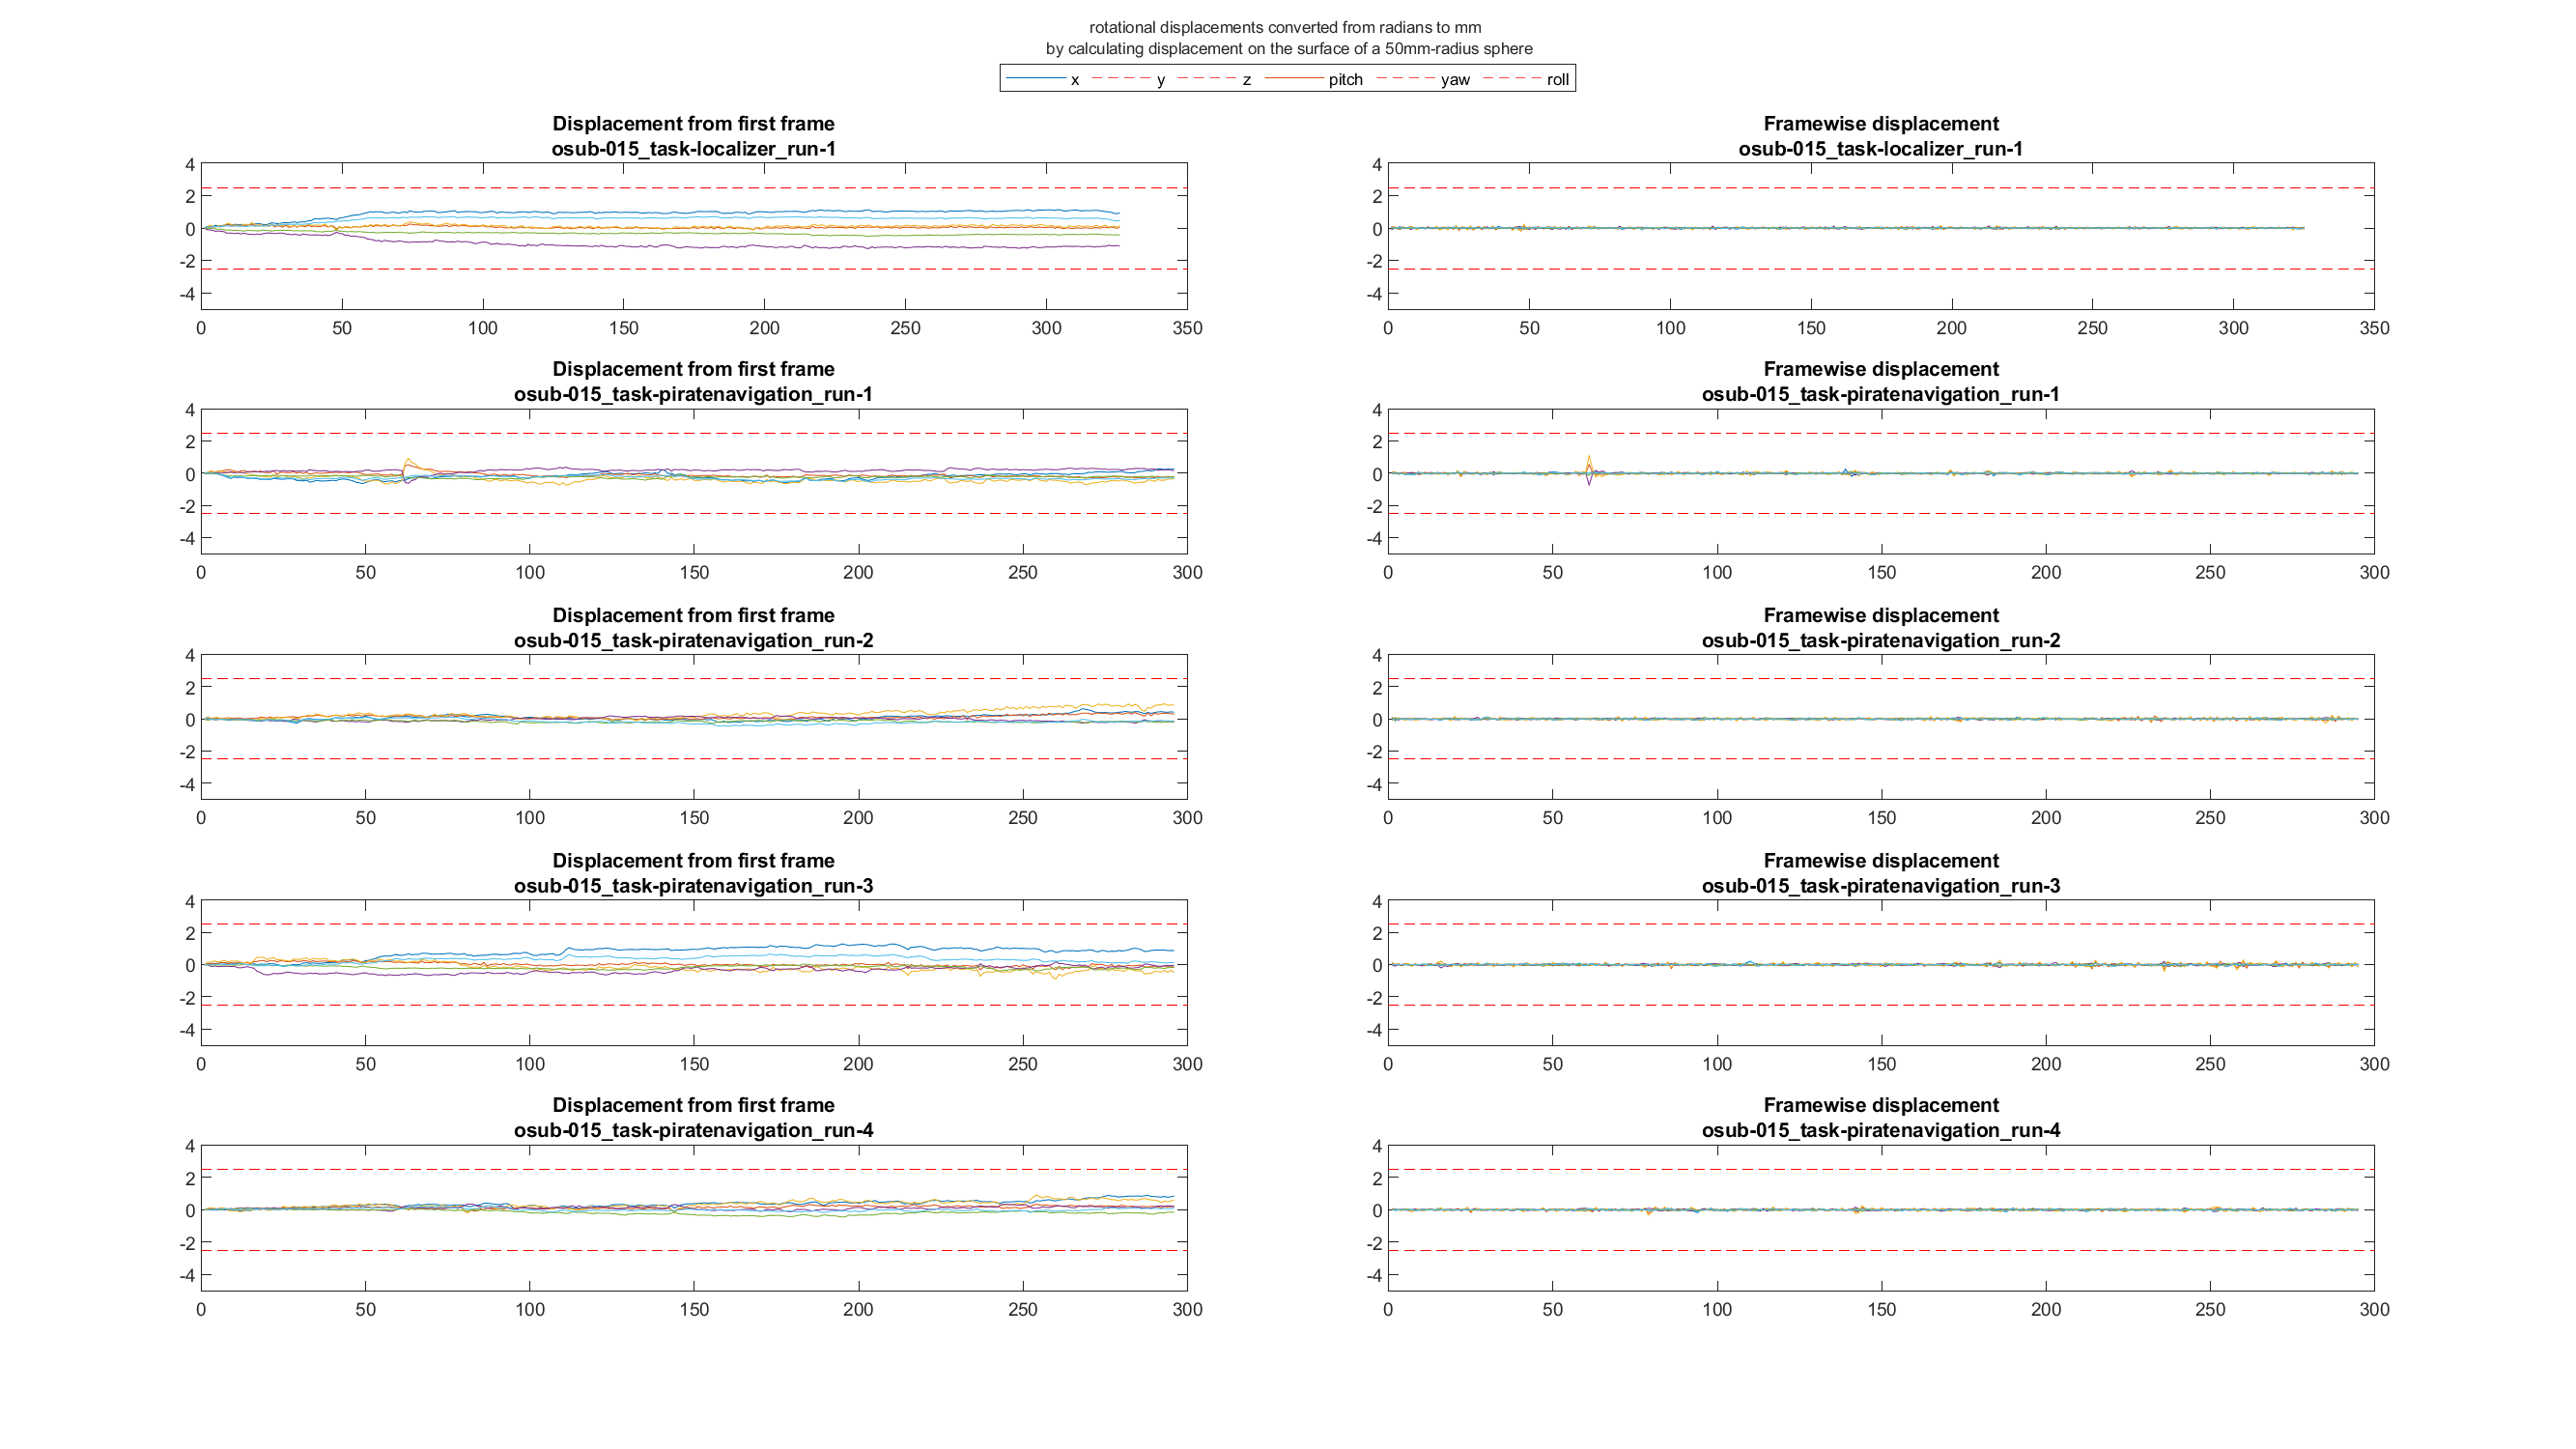 rotational displacements converted from radians to mm
by calculating displacement on the surface of a 50mm-radius sphere
x y z pitch yaw roll
Displacement from first frame
osub-015_task-localizer_run-1
4
2
0
-2
-4
0 50 100 150 200 250 300 350
Framewise displacement
osub-015_task-localizer_run-1
4
2
0
-2
-4
0 50 100 150 200 250 300 350
Displacement from first frame
osub-015_task-piratenavigation_run-1
4
2
0
-2
-4
0 50 100 150 200 250 300
Framewise displacement
osub-015_task-piratenavigation_run-1
4
2
0
-2
-4
0 50 100 150 200 250 300
Displacement from first frame
osub-015_task-piratenavigation_run-2
4
2
0
-2
-4
0 50 100 150 200 250 300
Framewise displacement
osub-015_task-piratenavigation_run-2
4
2
0
-2
-4
0 50 100 150 200 250 300
Displacement from first frame
osub-015_task-piratenavigation_run-3
4
2
0
-2
-4
0 50 100 150 200 250 300
Framewise displacement
osub-015_task-piratenavigation_run-3
4
2
0
-2
-4
0 50 100 150 200 250 300
Displacement from first frame
osub-015_task-piratenavigation_run-4
4
2
0
-2
-4
0 50 100 150 200 250 300
Framewise displacement
osub-015_task-piratenavigation_run-4
4
2
0
-2
-4
0 50 100 150 200 250 300